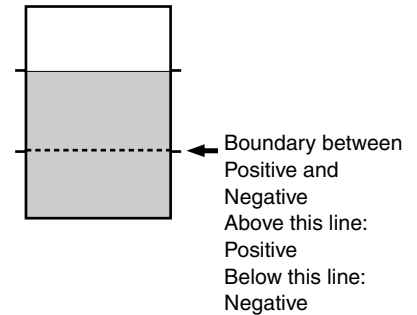 Boundary between
Positive and
Negative
Above this line:
Positive
Below this line:
Negative